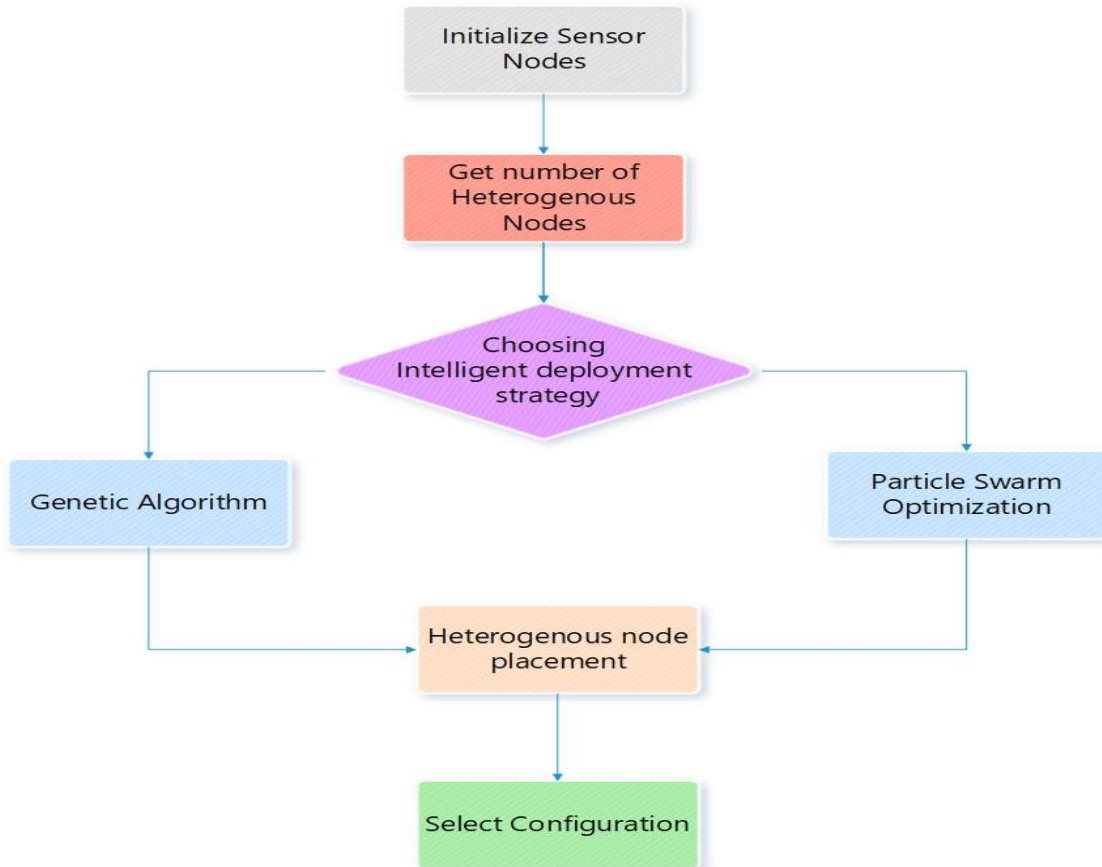 Initialize Sensor
Nodes
Get number of
Heterogenous
Nodes
Choosing
Intelligent deployment
strategy
Genetic Algorithm
Particle Swarm
Optimization
Heterogenous node
placement
Select Configuration